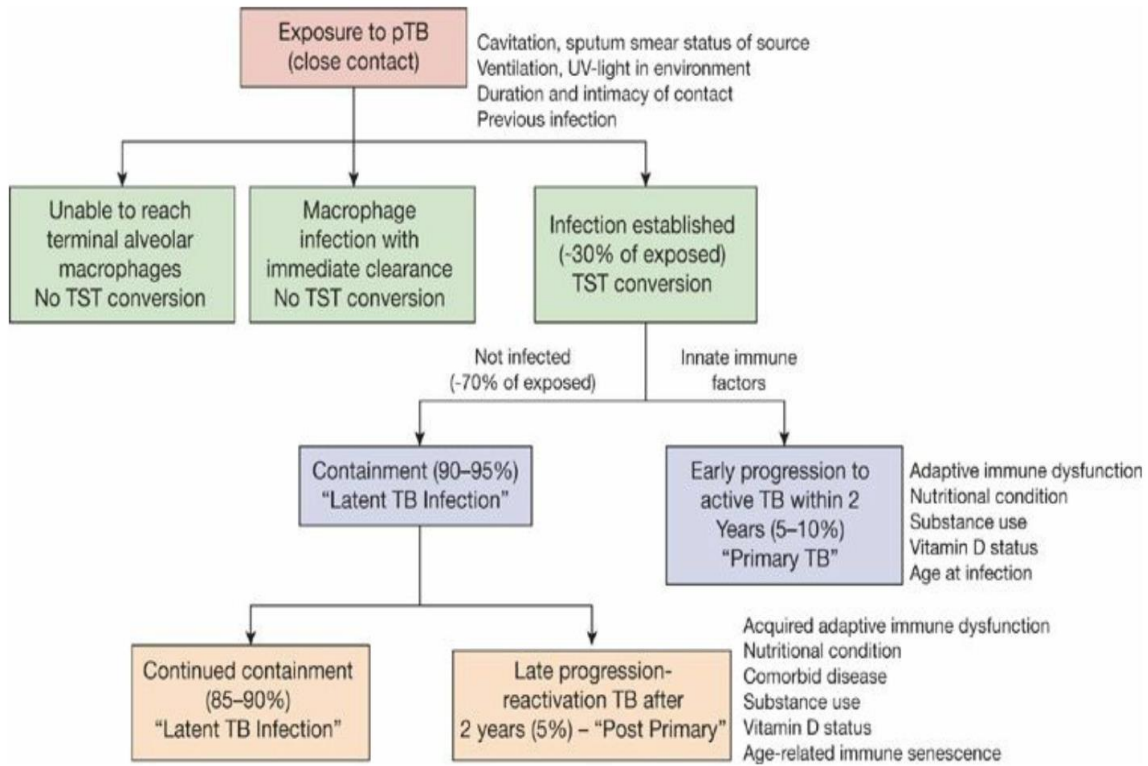 Exposure to pTB
(close contact)
Cavitation, sputum smear status of source
Ventilation, UV-light in environment
Duration and intimacy of contact
Previous infection
Unable to reach
terminal alveolar
macrophages
No TST conversion
Macrophage
infection with
immediate clearance
No TST conversion
Infection established
(-30% of exposed)
TST conversion
Not infected
(-70% of exposed)
Innate immune
factors
Containment (90–95%)
“Latent TB Infection”
Early progression to
active TB within 2
Years (5–10%)
“Primary TB”
Adaptive immune dysfunction
Nutritional condition
Substance use
Vitamin D status
Age at infection
Continued containment
(85–90%)
“Latent TB Infection”
Late progression-
reactivation TB after
2 years (5%) – “Post Primary”
Acquired adaptive immune dysfunction
Nutritional condition
Comorbid disease
Substance use
Vitamin D status
Age-related immune senescence